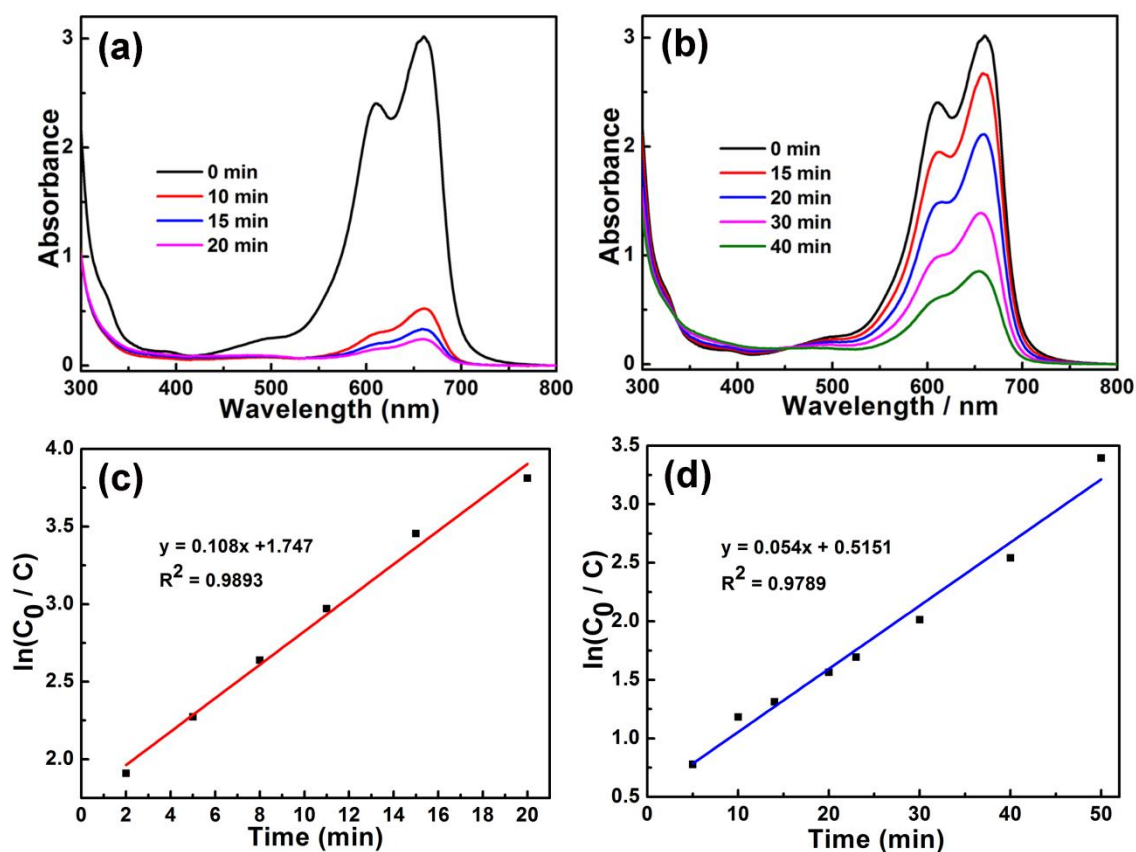 (a)
3
2
1
0
Absorbance
0 min
10 min
15 min
20 min
300 400 500 600 700 800
Wavelength (nm)
(b)
3
2
1
0
Absorbance
0 min
15 min
20 min
30 min
40 min
300 400 500 600 700 800
Wavelength / nm
(c)
4.0
3.5
3.0
2.5
2.0
ln(C0 / C)
y = 0.108x +1.747
R2 = 0.9893
0 2 4 6 8 10 12 14 16 18 20
Time (min)
(d)
3.5
3.0
2.5
2.0
1.5
1.0
0.5
ln(C0 / C)
y = 0.054x + 0.5151
R2 = 0.9789
0 10 20 30 40 50
Time (min)